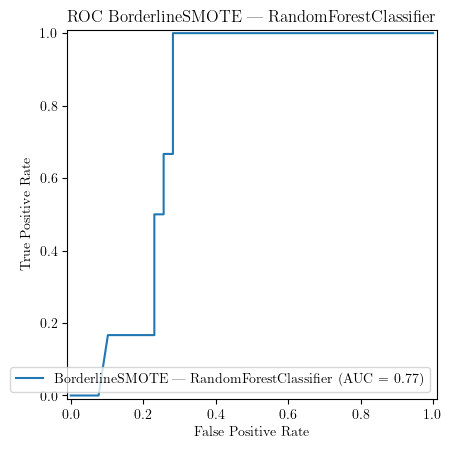 ROC BorderlineSMOTE — RandomForestClassifier
1.0
0.8
0.6
0.4
0.2
0.0
True Positive Rate
BorderlineSMOTE — RandomForestClassifier (AUC = 0.77)
0.0 0.2 0.4 0.6 0.8 1.0
False Positive Rate